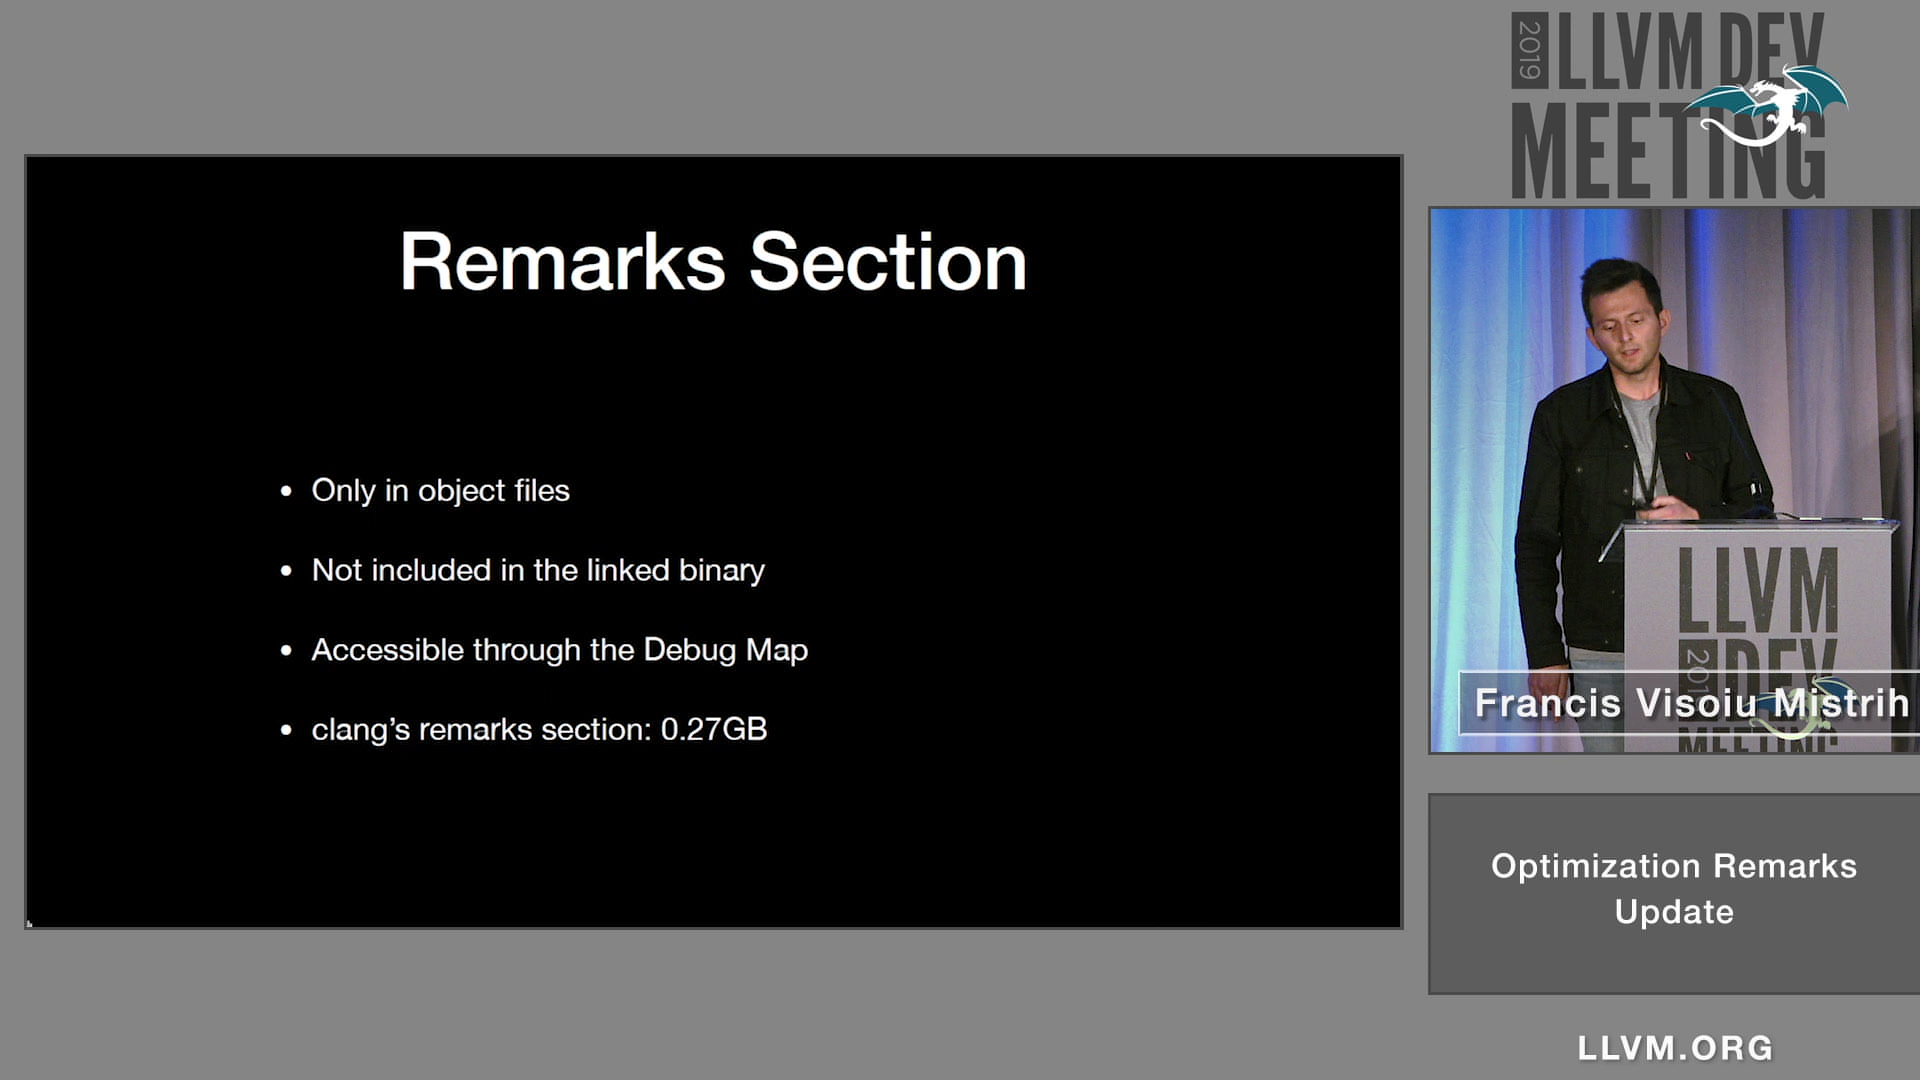 2019 LLVM DEV
MEETING
Remarks Section
• Only in object files
• Not included in the linked binary
• Accessible through the Debug Map
• clang’s remarks section: 0.27GB
LLVM
DEV
MEETING
Francis Visoiu Mistrih
Optimization Remarks
Update
LLVM.ORG